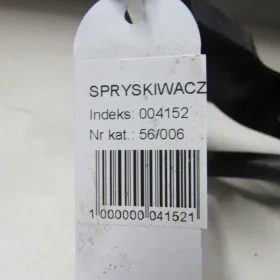 SPRYSKIWACZ
Indeks: 004152
Nr kat.: 56/006
1 000000 041521